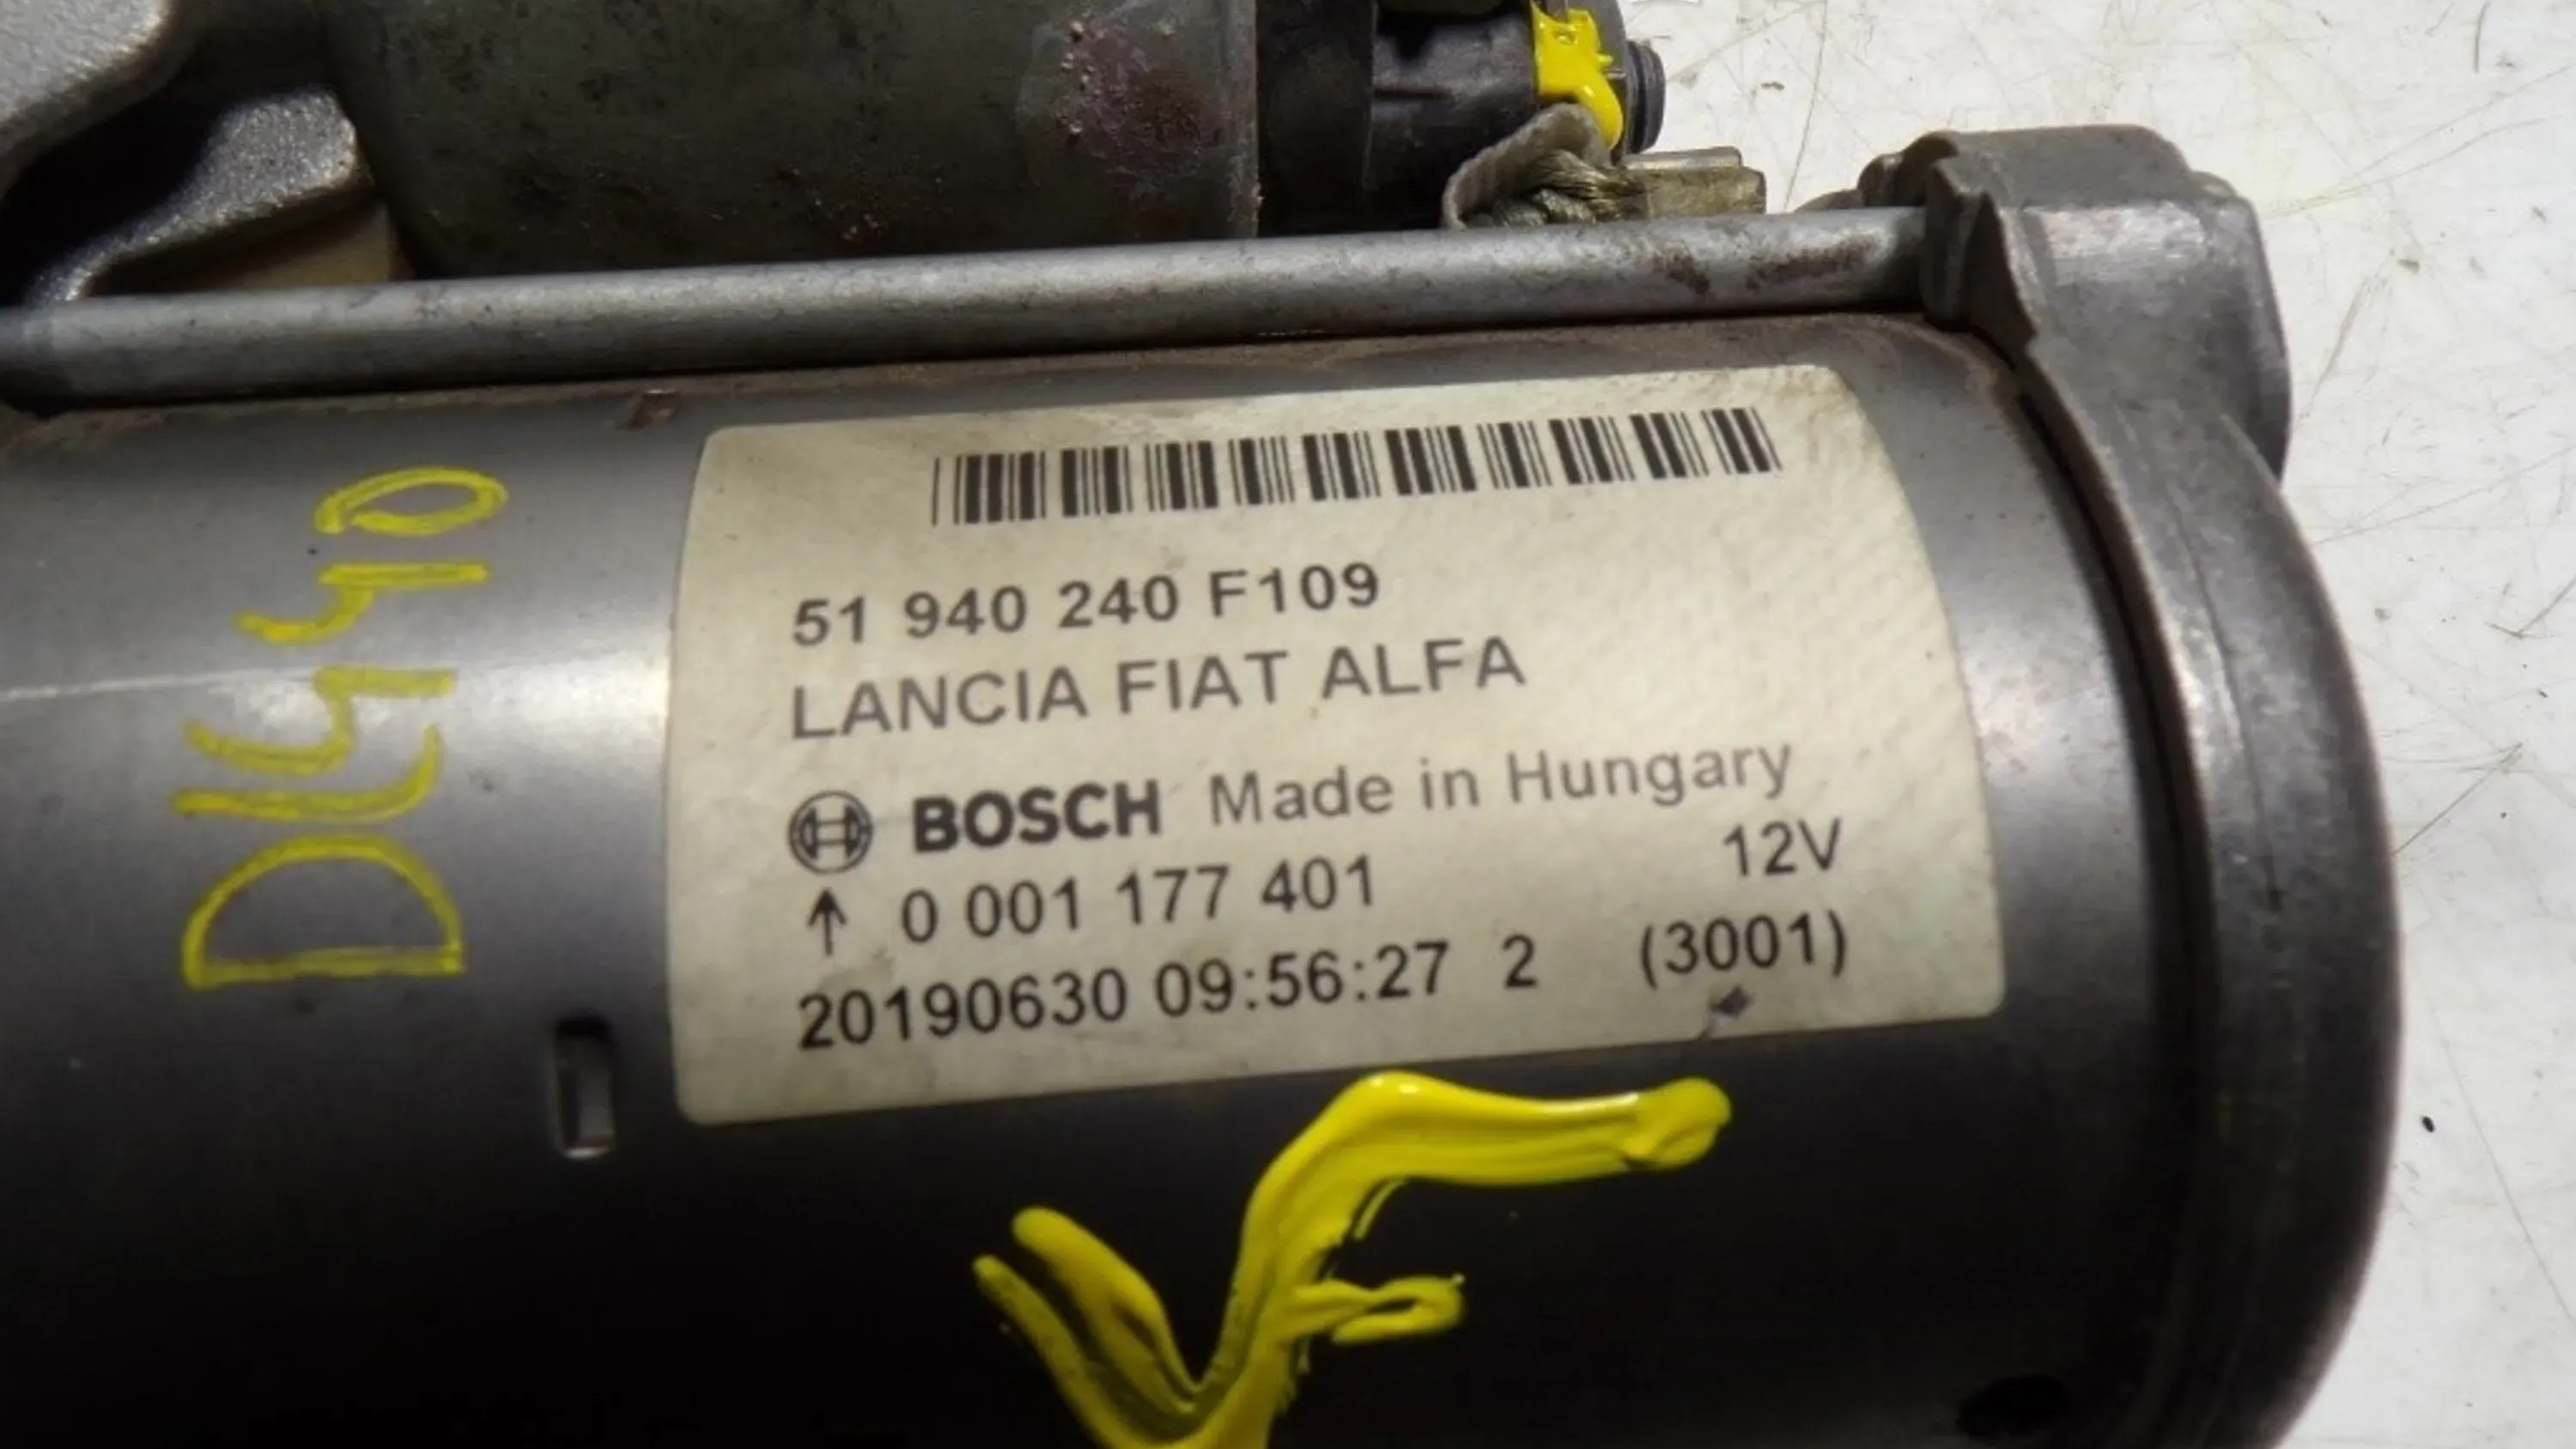 51 940 240 F109
LANCIA FIAT ALFA
BOSCH Made in Hungary
0 001 177 401 12V
20190630 09:56:27 2 (3001)